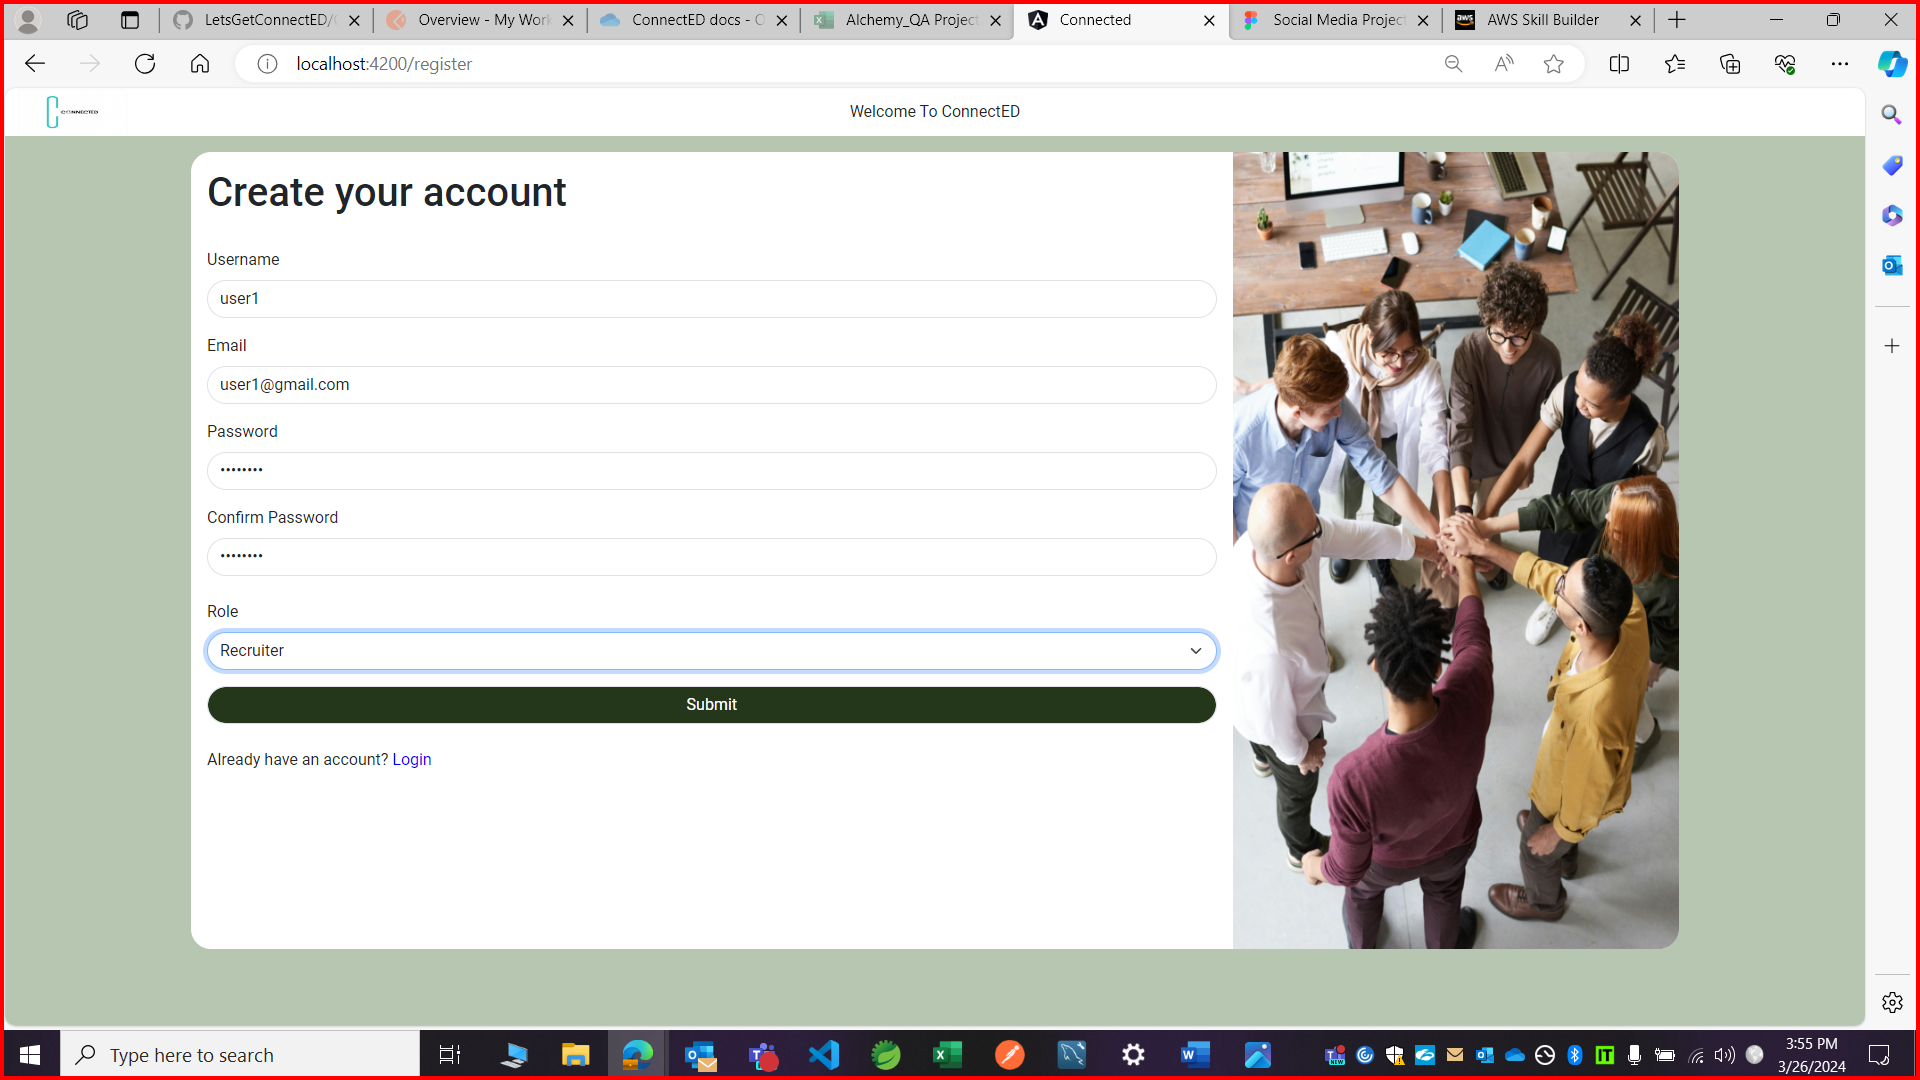 LetsGetConnectED/
Overview - My Work
ConnectED docs - O
Alchemy_QA Project
Connected
Social Media Project
aws
AWS Skill Builder
localhost:4200/register
CONNECTED
Welcome To ConnectED
Create your account
Username
user1
Email
user1@gmail.com
Password
••••••••
Confirm Password
••••••••
Role
Recruiter
Submit
Already have an account? Login
Type here to search
3:55 PM
3/26/2024